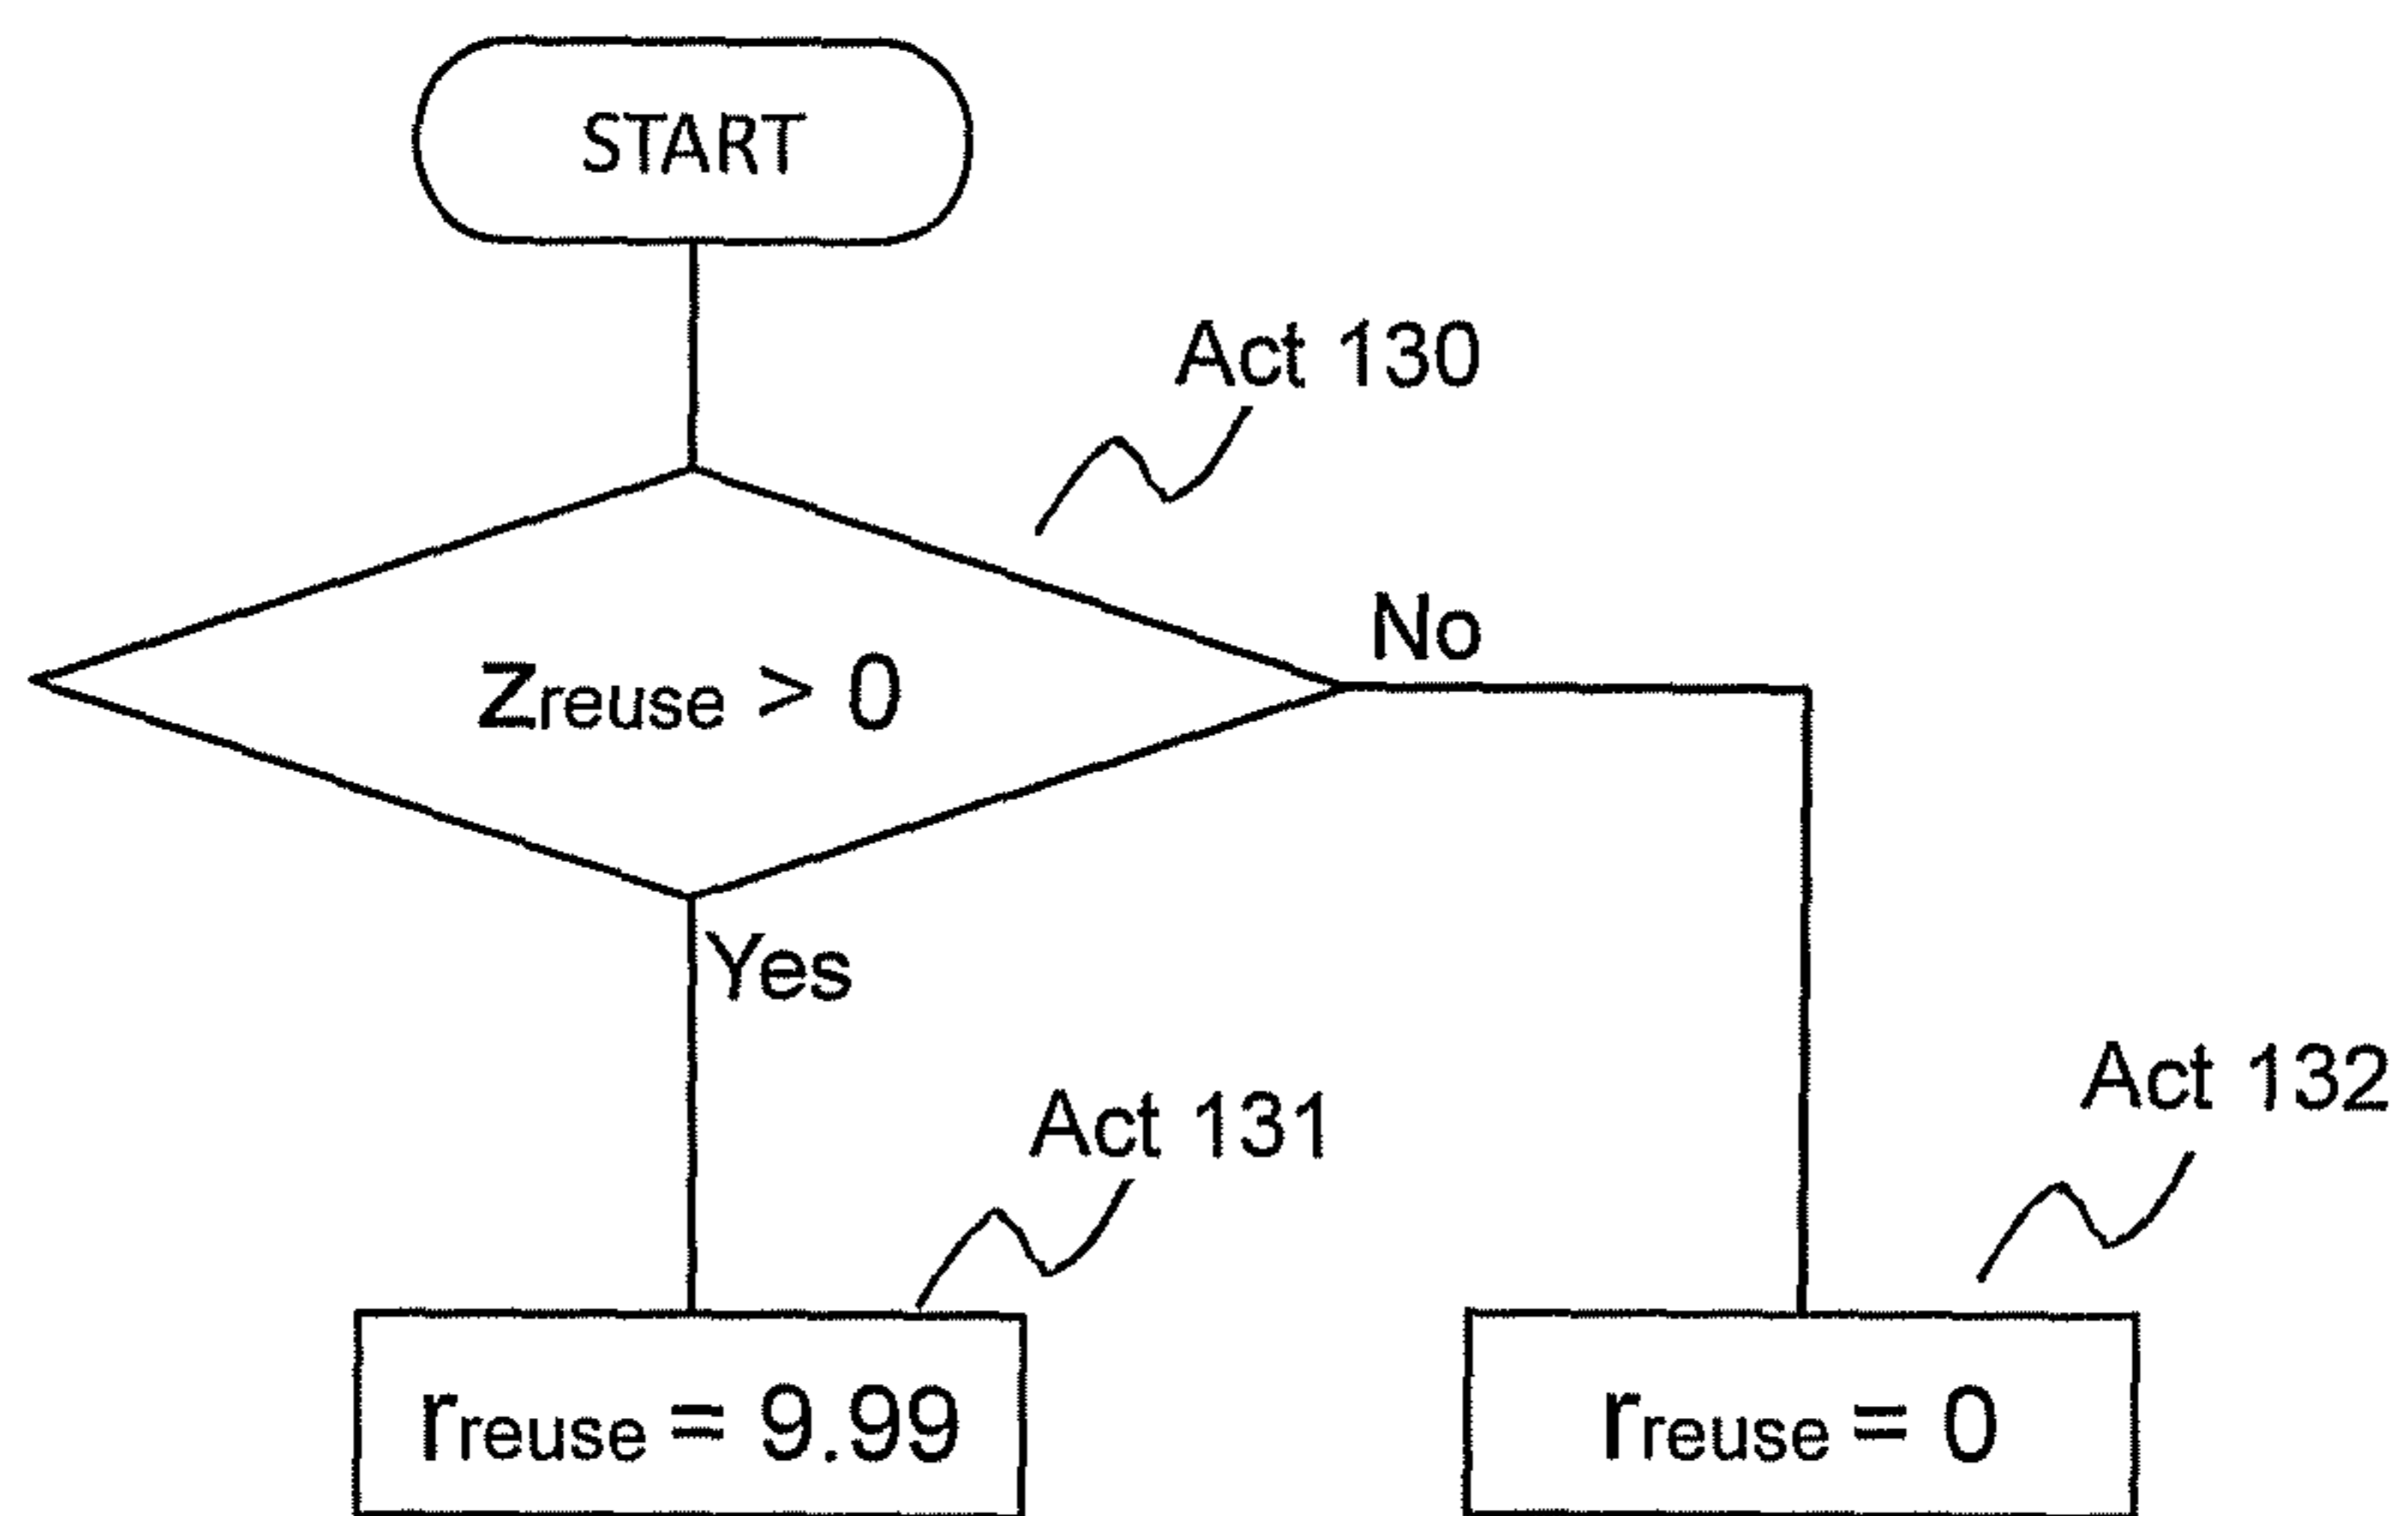 START
Act 130
No
Zreuse > 0
Yes
Act 132
Act 131
rreuse = 9.99
rreuse = 0